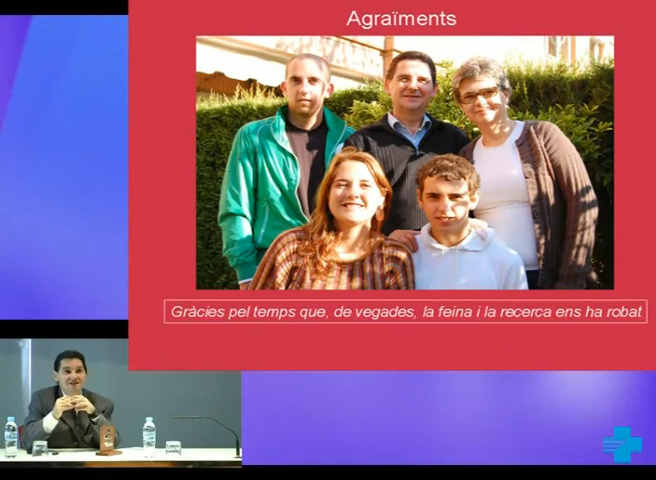 Agraïments
Gràcies pel temps que, de vegades, la feina i la recerca ens ha robat